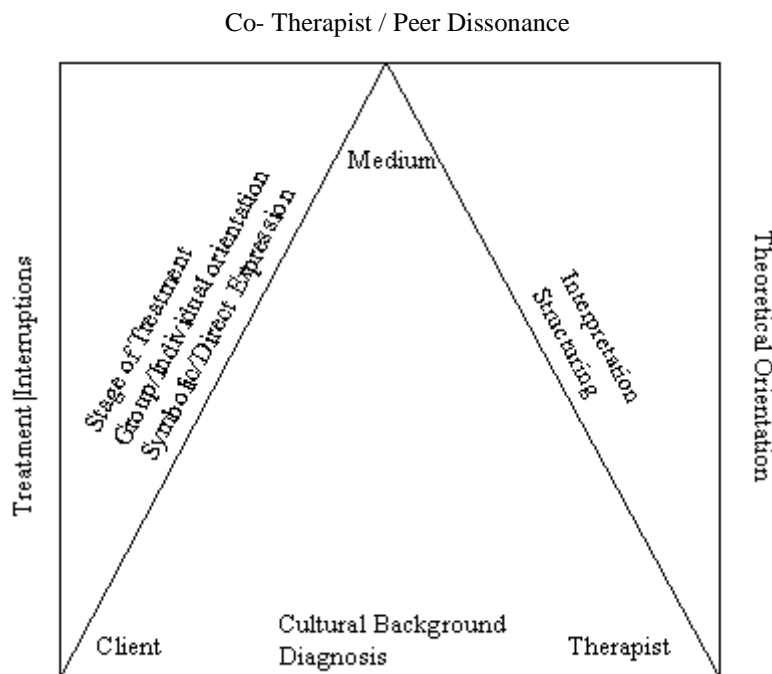 Co- Therapist / Peer Dissonance
Medium
Stage of Treatment
Group/Individual orientation
Symbolic/Direct Expression
Interpretation
Structuring
Treatment Interruptions
Theoretical Orientation
Client
Cultural Background
Diagnosis
Therapist